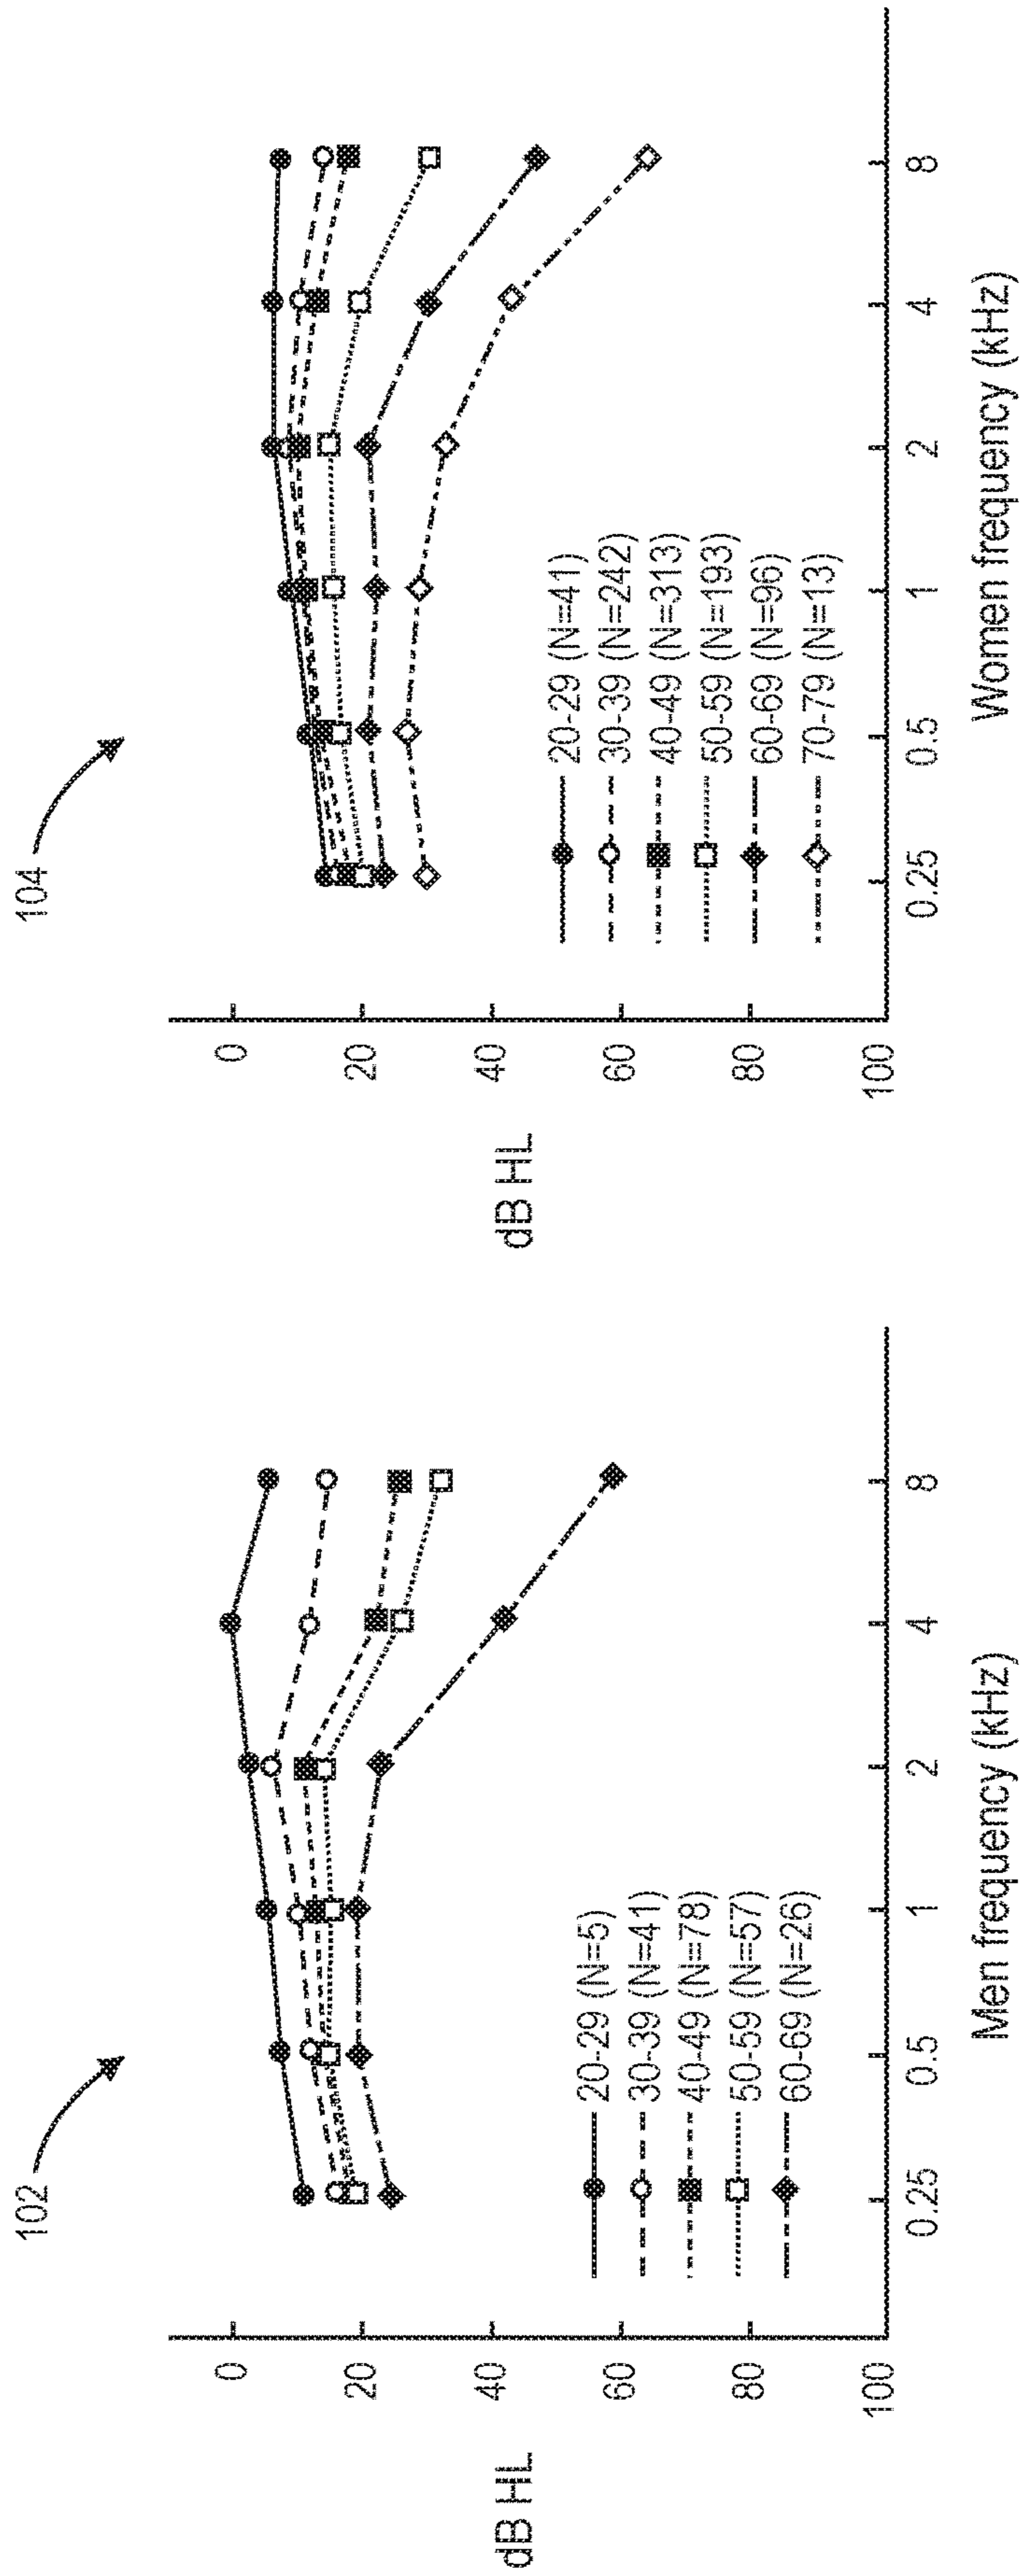 102
0
20
40
60
80
100
dB HL
20-29 (N=5)
30-39 (N=41)
40-49 (N=78)
50-59 (N=57)
60-69 (N=26)
0.25
0.5
1
2
4
8
Men frequency (kHz)
104
0
20
40
60
80
100
dB HL
20-29 (N=41)
30-39 (N=242)
40-49 (N=313)
50-59 (N=193)
60-69 (N=96)
70-79 (N=13)
0.25
0.5
1
2
4
8
Women frequency (kHz)